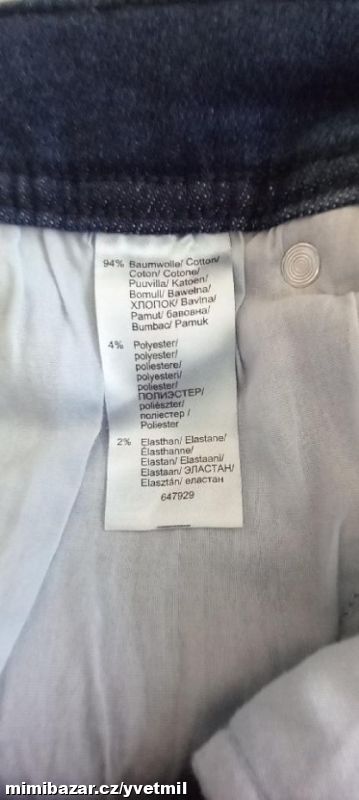 94% Baumwolle/ Cotton/
Coton/ Cotone/
Puuvilla/ Katoen/
Bomull/ Bawełna/
ХЛОПОК/ Bavlna/
Pamut/ бавовна/
Bumbac/ Pamuk
4% Polyester/
polyester/
poliestere/
polyesteri/
poliester/
ПОЛИЭСТЕР/
poliészter/
поліестер /
Poliester
2% Elasthan/ Elastane/
Élasthanne/
Elastan/ Elastaani/
Elastaan/ ЭЛАСТАН/
Elasztán/ еластан
647929
mimibazar.cz/yvetmil